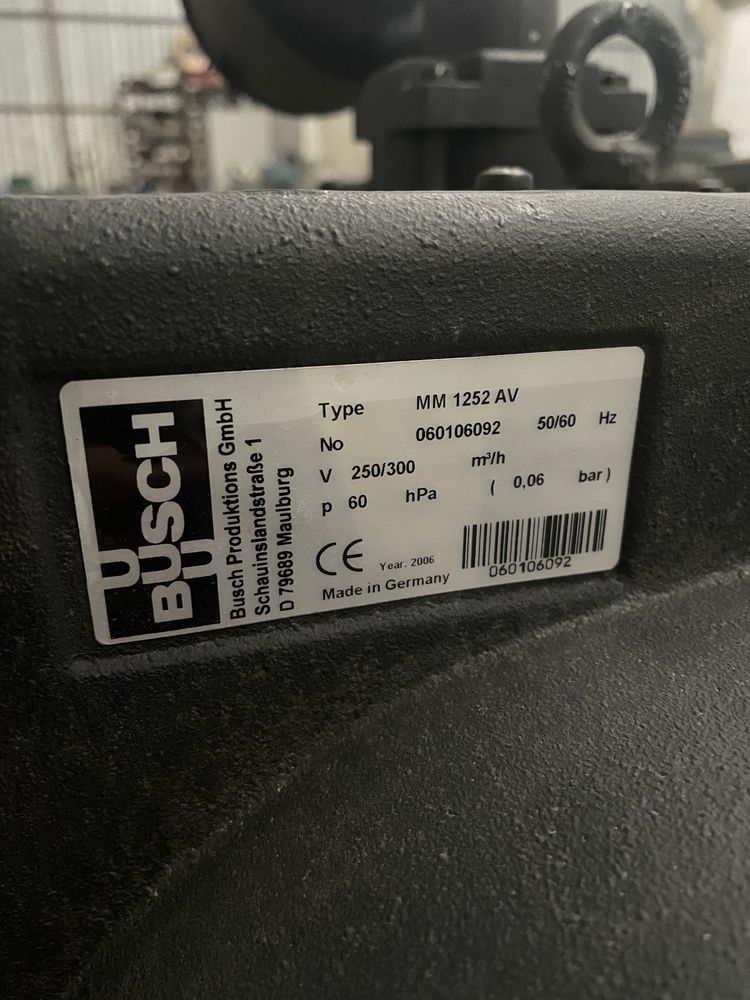 BUSCH
Busch Produktions GmbH
Schauinslandstraße 1
D 79689 Maulburg
Type MM 1252 AV
No 060106092 50/60 Hz
V 250/300 m³/h
p 60 hPa ( 0,06 bar )
CE Year. 2006
Made in Germany
060106092